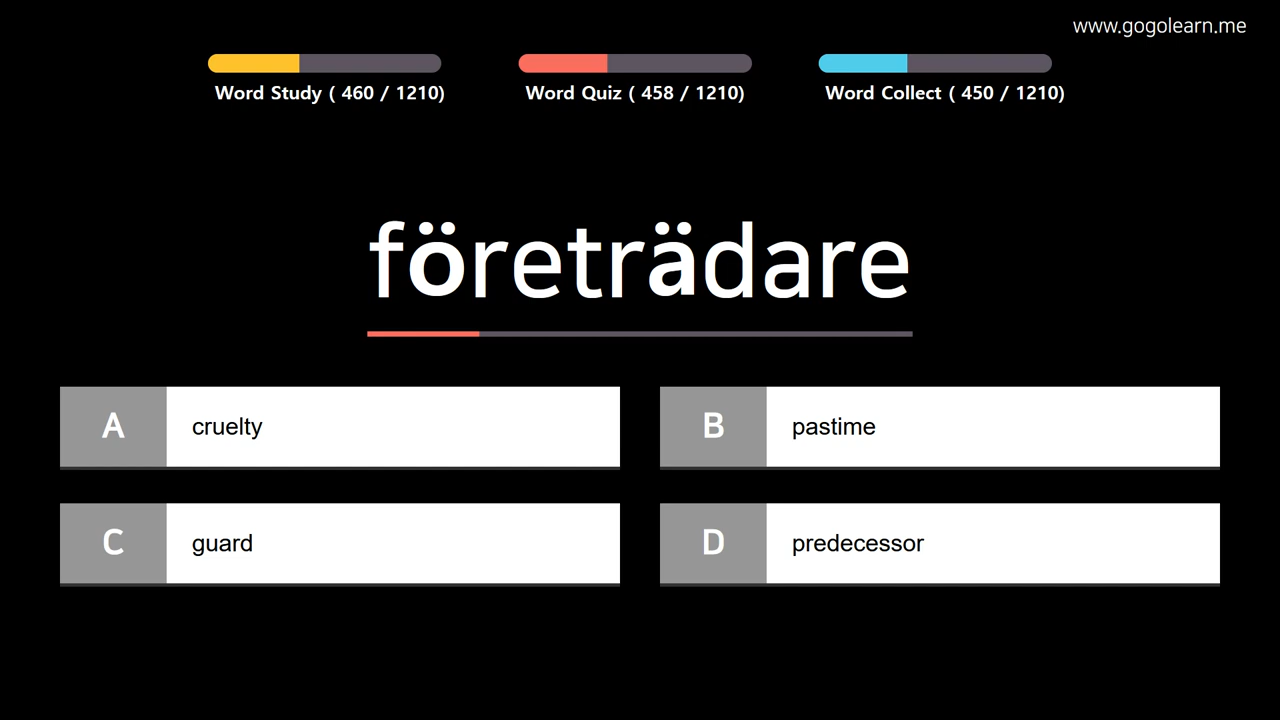 www.gogolearn.me
Word Study ( 460 / 1210)
Word Quiz ( 458 / 1210)
Word Collect ( 450 / 1210)
företrädare
A cruelty
B pastime
C guard
D predecessor